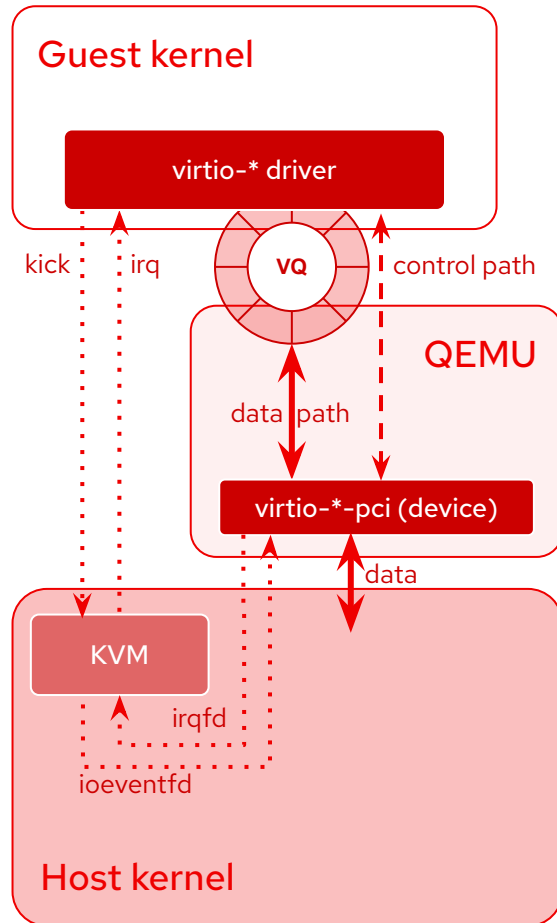 Guest kernel
virtio-* driver
kick
irq
VQ
control path
QEMU
data path
virtio-*-pci (device)
data
KVM
irqfd
ioeventfd
Host kernel